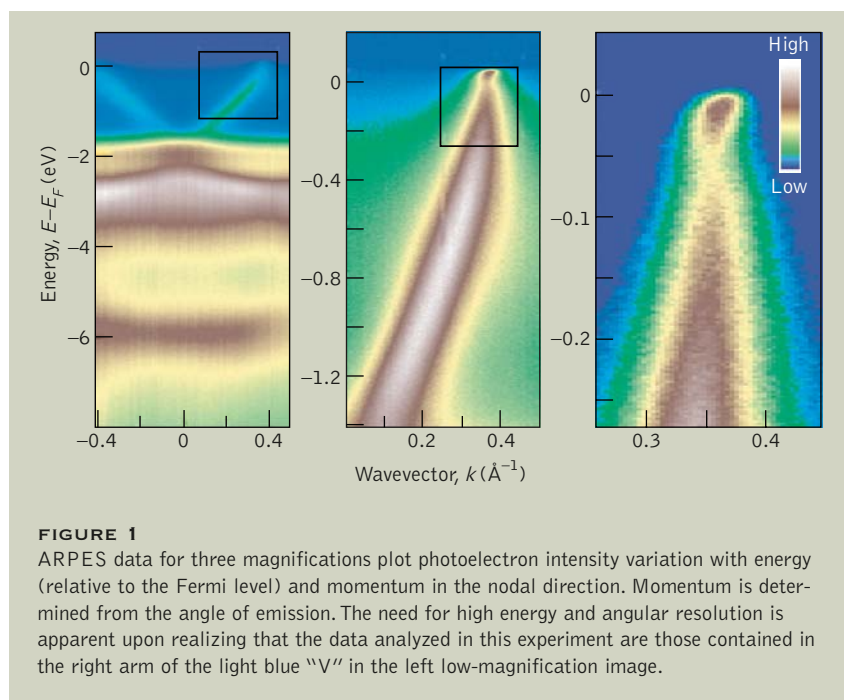 High
Low
0
−2
−4
−6
Energy, E−E_F (eV)
−0.4 0 0.4
0
−0.4
−0.8
−1.2
0.2 0.4
0
−0.1
−0.2
0.3 0.4
Wavevector, k (Å⁻¹)
FIGURE 1
ARPES data for three magnifications plot photoelectron intensity variation with energy
(relative to the Fermi level) and momentum in the nodal direction. Momentum is deter-
mined from the angle of emission. The need for high energy and angular resolution is
apparent upon realizing that the data analyzed in this experiment are those contained in
the right arm of the light blue "V" in the left low-magnification image.